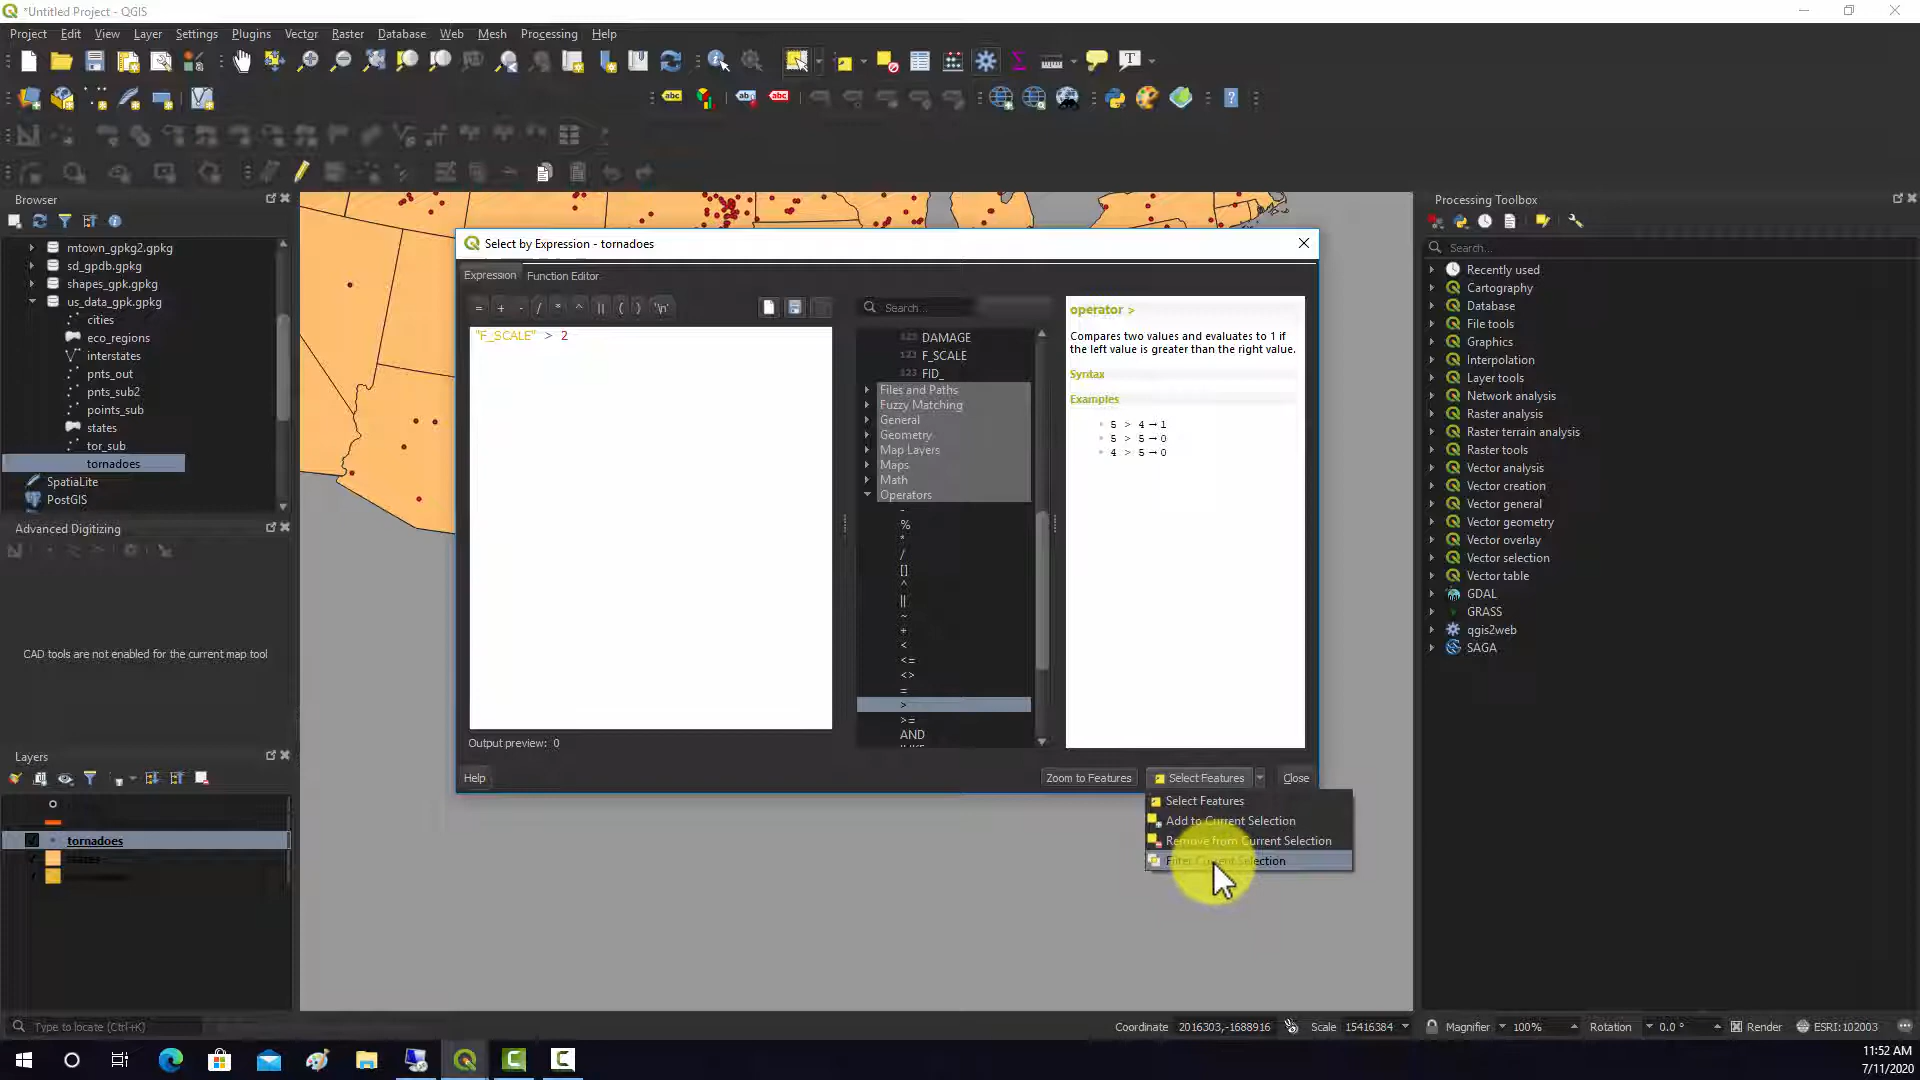 *Untitled Project - QGIS
Project Edit View Layer Settings Plugins Vector Raster Database Web Mesh Processing Help
Browser
mtown_gpkg2.gpkg
sd_gpdb.gpkg
shapes_gpk.gpkg
us_data_gpk.gpkg
cities
eco_regions
interstates
pnts_out
pnts_sub2
points_sub
states
tor_sub
tornadoes
SpatiaLite
PostGIS
Advanced Digitizing
CAD tools are not enabled for the current map tool
Layers
tornadoes
Type to locate (Ctrl+K)
Select by Expression - tornadoes
Expression Function Editor
= + - / * ^ || ( ) '\n'
"F_SCALE" > 2
Output preview: 0
Help
Search...
123 DAMAGE
123 F_SCALE
123 FID_
Files and Paths
Fuzzy Matching
General
Geometry
Map Layers
Maps
Math
Operators
-
%
*
/
[]
^
||
~
+
<
<=
<>
=
>
>=
AND
operator >
Compares two values and evaluates to 1 if
the left value is greater than the right value.
Syntax
Examples
5 > 4 → 1
5 > 5 → 0
4 > 5 → 0
Zoom to Features Select Features Close
Select Features
Add to Current Selection
Remove from Current Selection
Filter Current Selection
Processing Toolbox
Search...
Recently used
Cartography
Database
File tools
Graphics
Interpolation
Layer tools
Network analysis
Raster analysis
Raster terrain analysis
Raster tools
Vector analysis
Vector creation
Vector general
Vector geometry
Vector overlay
Vector selection
Vector table
GDAL
GRASS
qgis2web
SAGA
Coordinate 2016303,-1688916 Scale 15416384 Magnifier 100% Rotation 0.0 ° Render ESRI:102003
11:52 AM
7/11/2020